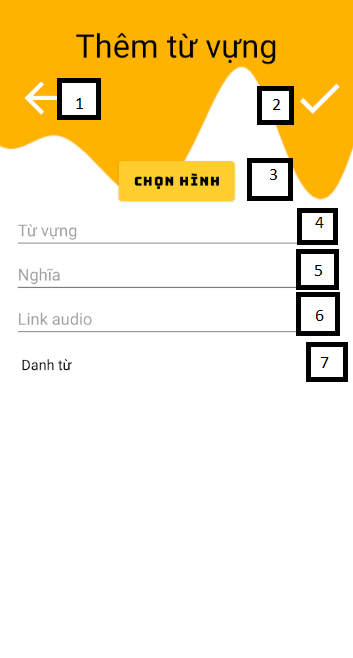 Thêm từ vựng
1
2
CHỌN HÌNH
3
Từ vựng
4
Nghĩa
5
Link audio
6
Danh từ
7